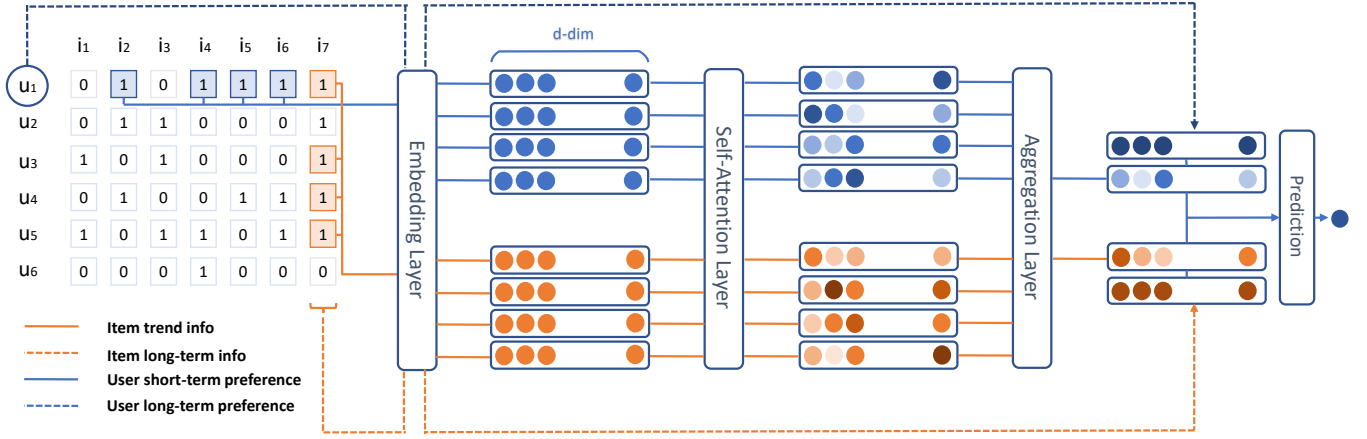 d-dim
i1 i2 i3 i4 i5 i6 i7
u1 0 1 0 1 1 1 1
u2 0 1 1 0 0 0 1
u3 1 0 1 0 0 0 1
u4 0 1 0 0 1 1 1
u5 1 0 1 1 0 1 1
u6 0 0 0 1 0 0 0
Embedding Layer
Self-Attention Layer
Aggregation Layer
Prediction
Item trend info
Item long-term info
User short-term preference
User long-term preference